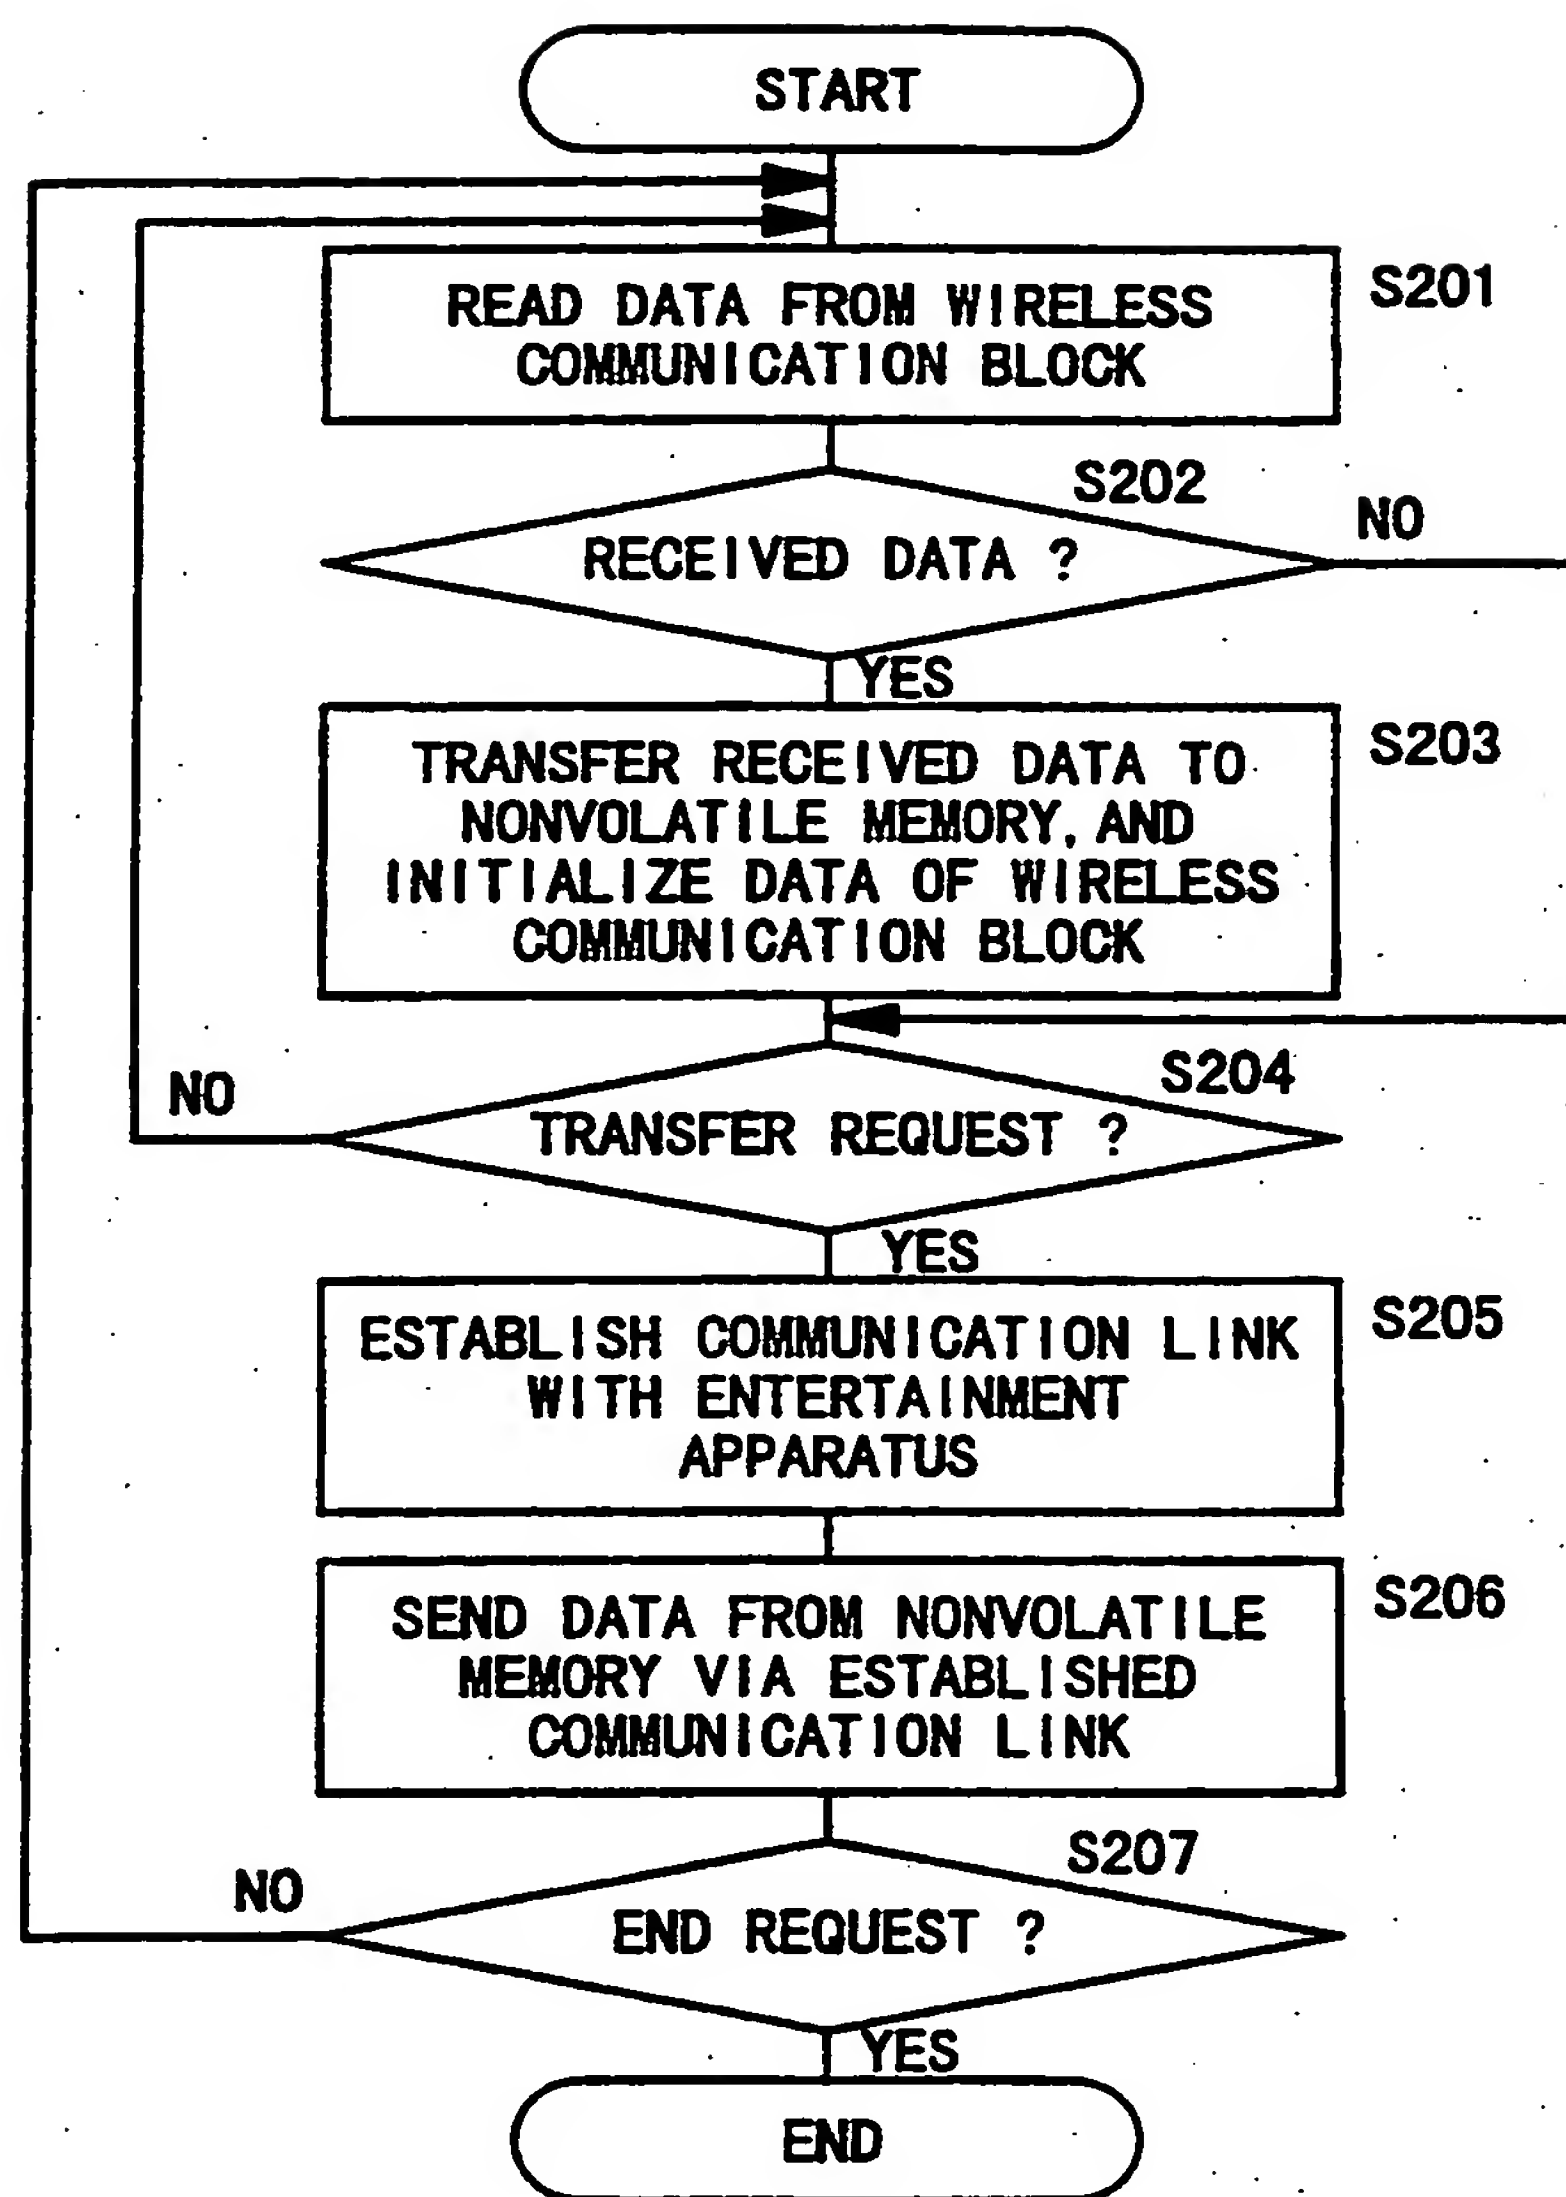 START
READ DATA FROM WIRELESS
COMMUNICATION BLOCK
S201
S202
RECEIVED DATA ?
NO
YES
TRANSFER RECEIVED DATA TO
NONVOLATILE MEMORY, AND
INITIALIZE DATA OF WIRELESS
COMMUNICATION BLOCK
S203
S204
NO
TRANSFER REQUEST ?
YES
ESTABLISH COMMUNICATION LINK
WITH ENTERTAINMENT
APPARATUS
S205
SEND DATA FROM NONVOLATILE
MEMORY VIA ESTABLISHED
COMMUNICATION LINK
S206
S207
NO
END REQUEST ?
YES
END